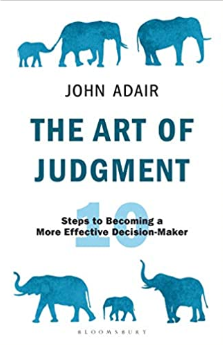 JOHN ADAIR
THE ART OF
JUDGMENT
10
Steps to Becoming a
More Effective Decision-Maker
BLOOMSBURY